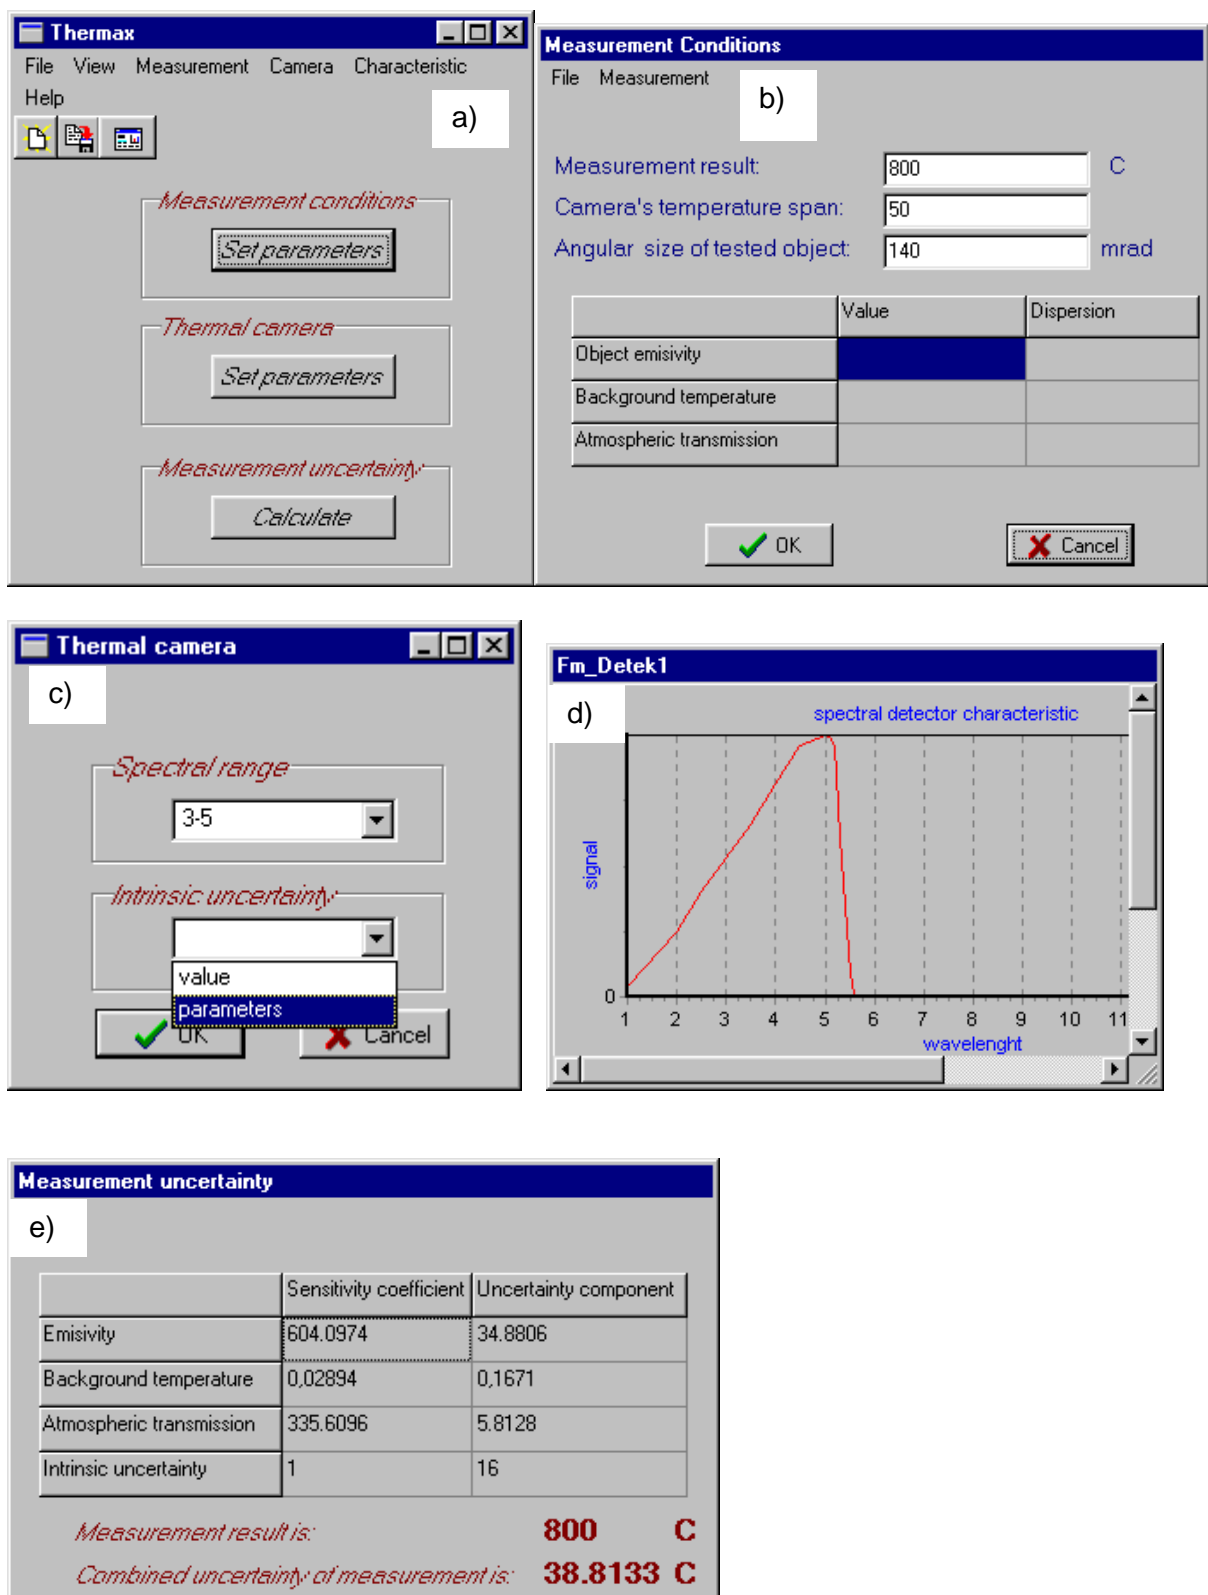 Thermax
File View Measurement Camera Characteristic
Help
a)
Measurement conditions
Set parameters
Thermal camera
Set parameters
Measurement uncertainty
Calculate
Measurement Conditions
File Measurement
b)
Measurement result: 800 C
Camera's temperature span: 50
Angular size of tested object: 140 mrad
Value Dispersion
Object emisivity
Background temperature
Atmospheric transmission
OK Cancel
Thermal camera
c)
Spectral range
3-5
Intrinsic uncertainty
value
parameters
OK Cancel
Fm_Detek1
d)
spectral detector characteristic
signal
0
1 2 3 4 5 6 7 8 9 10 11
wavelenght
Measurement uncertainty
e)
Sensitivity coefficient Uncertainty component
Emisivity 604.0974 34.8806
Background temperature 0,02894 0,1671
Atmospheric transmission 335.6096 5.8128
Intrinsic uncertainty 1 16
Measurement result is: 800 C
Combined uncertainty of measurement is: 38.8133 C